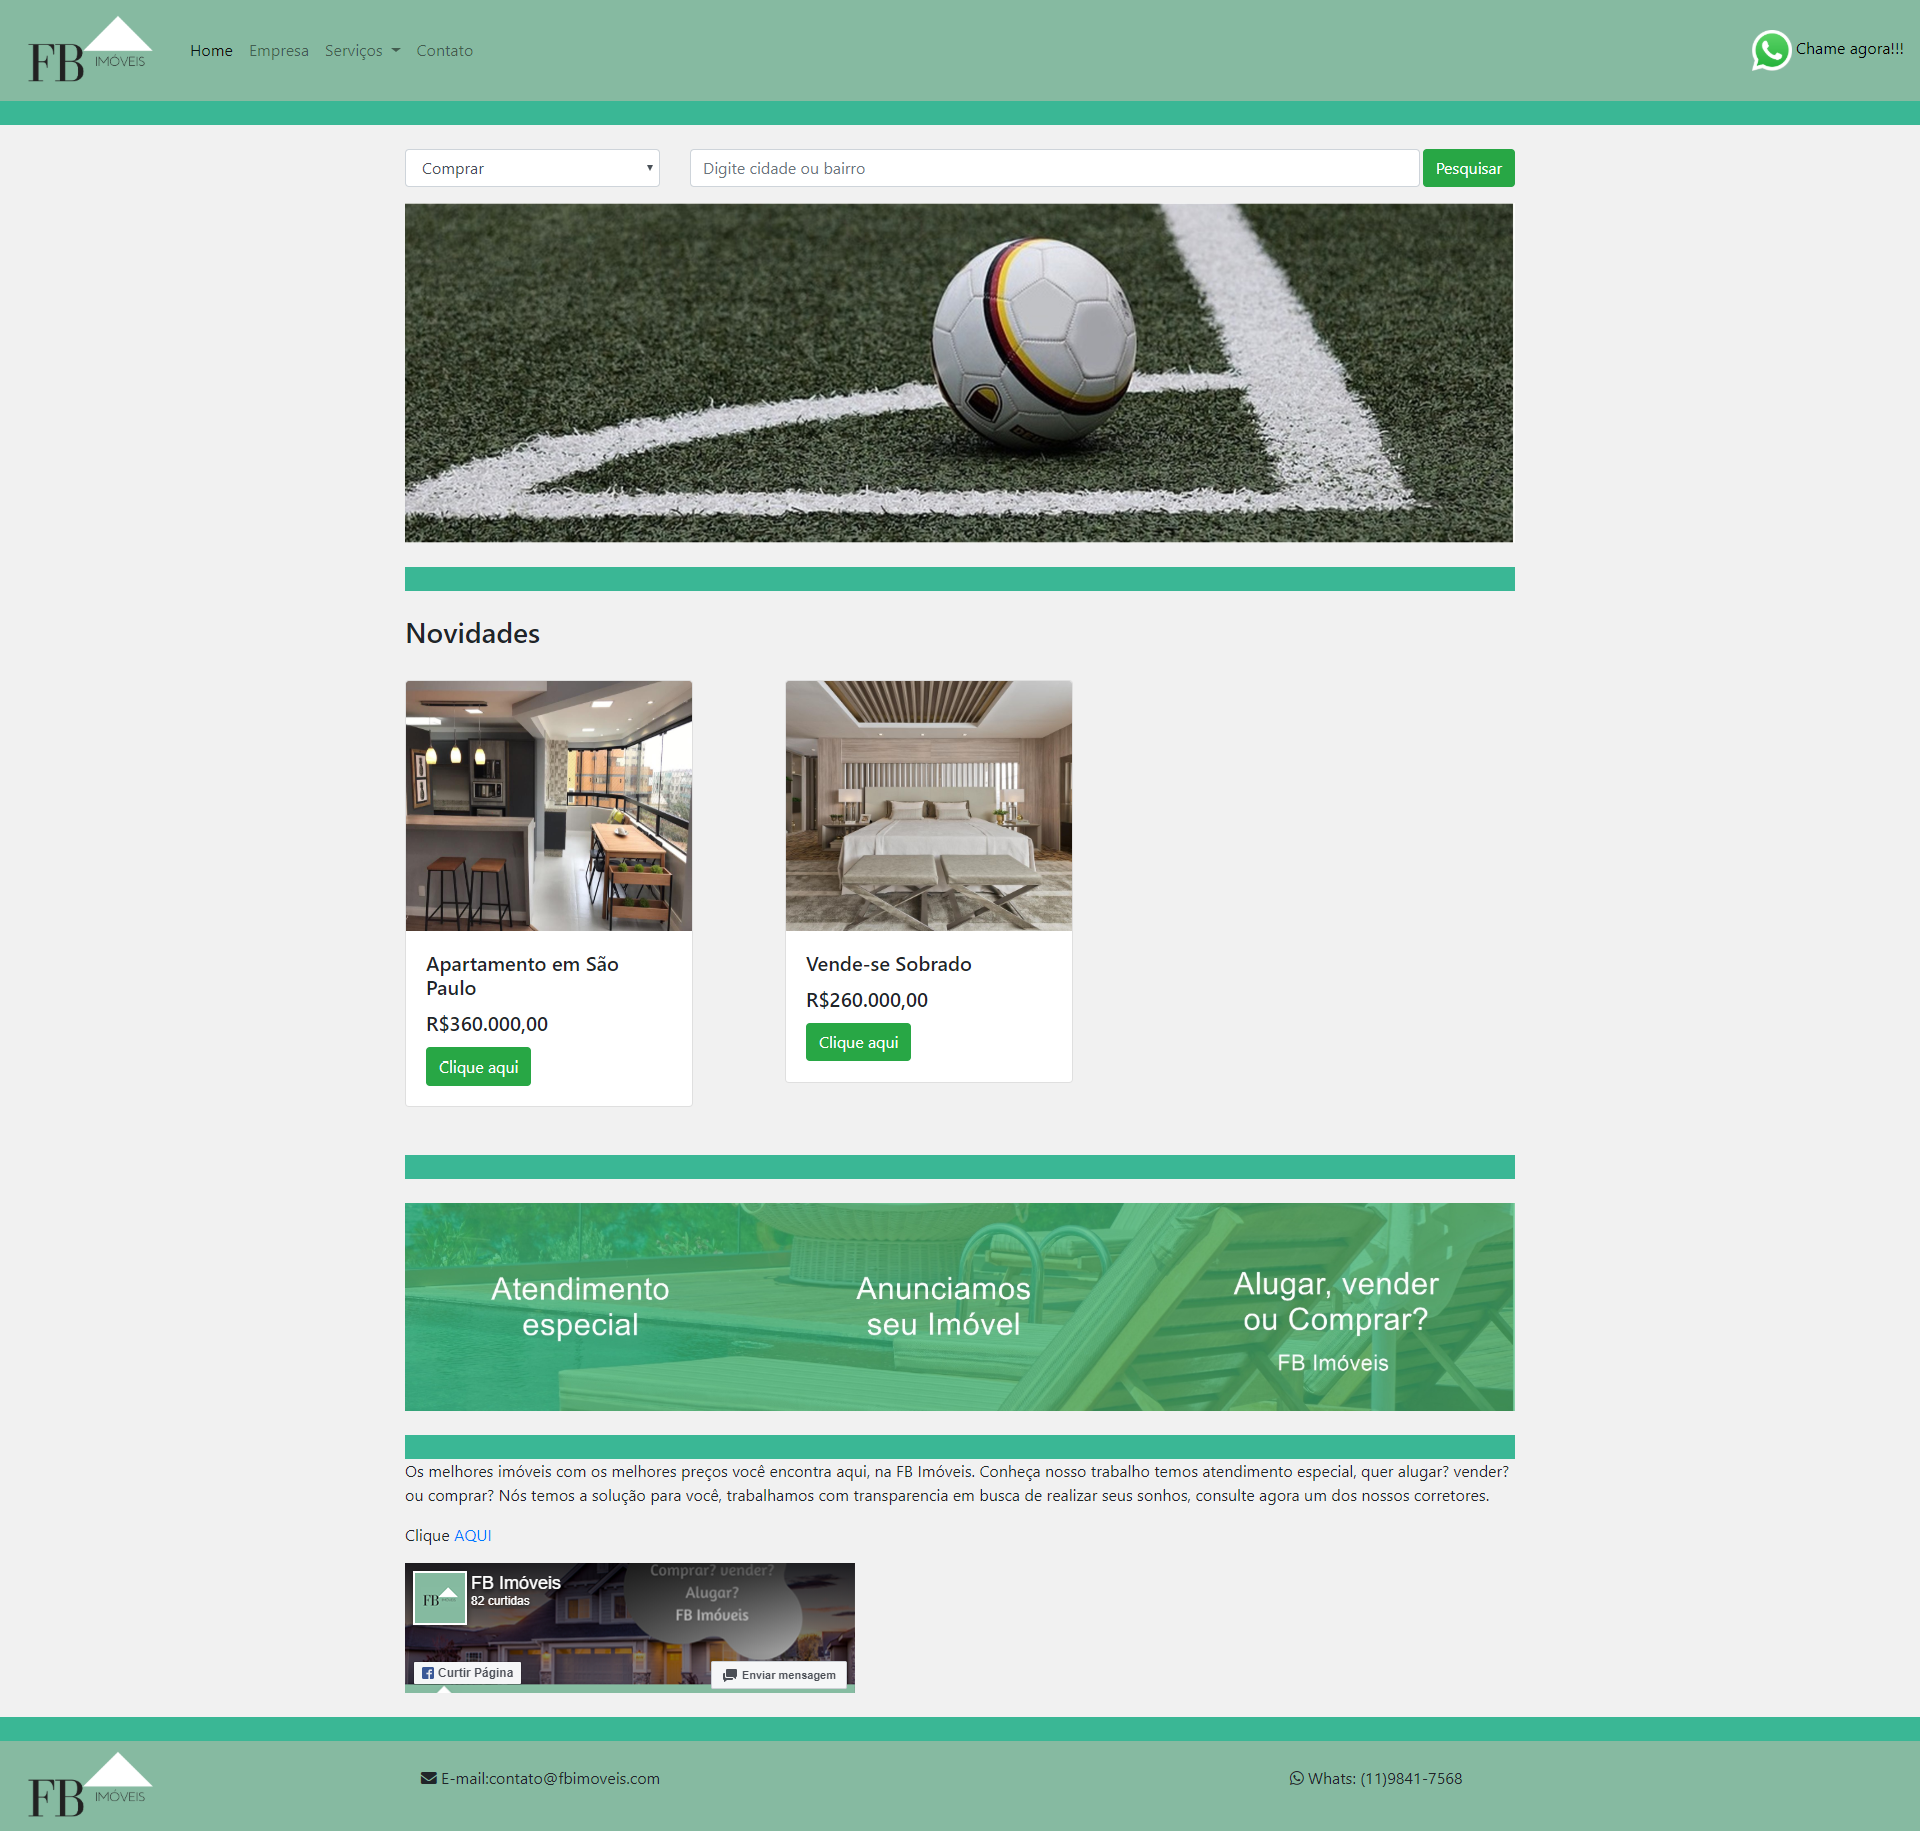 FB IMÓVEIS
Home Empresa Serviços Contato
Chame agora!!!
Comprar
Digite cidade ou bairro
Pesquisar
Novidades
Apartamento em São
Paulo
R$360.000,00
Clique aqui
Vende-se Sobrado
R$260.000,00
Clique aqui
Atendimento
especial
Anunciamos
seu Imóvel
Alugar, vender
ou Comprar?
FB Imóveis
Os melhores imóveis com os melhores preços você encontra aqui, na FB Imóveis. Conheça nosso trabalho temos atendimento especial, quer alugar? vender?
ou comprar? Nós temos a solução para você, trabalhamos com transparencia em busca de realizar seus sonhos, consulte agora um dos nossos corretores.
Clique AQUI
FB
FB Imóveis
82 curtidas
Comprar? vender?
Alugar?
FB Imóveis
Curtir Página
Enviar mensagem
FB IMÓVEIS
E-mail:contato@fbimoveis.com
Whats: (11)9841-7568